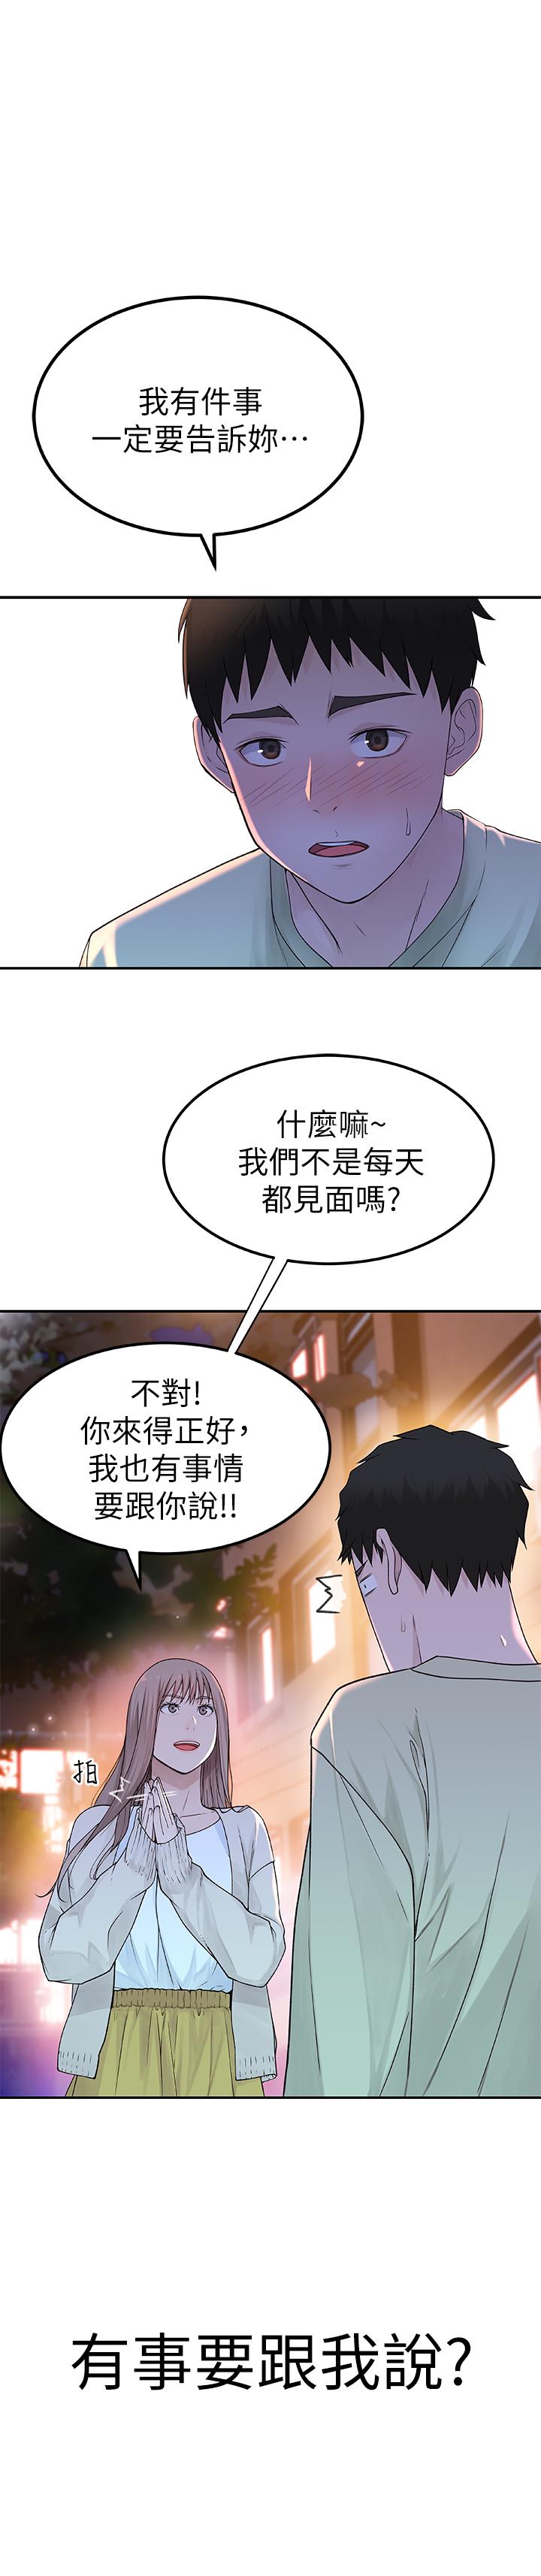 我有件事
一定要告訴妳…
什麼嘛~
我們不是每天
都見面嗎?
不對!
你來得正好,
我也有事情
要跟你說!!
拍
有事要跟我說?